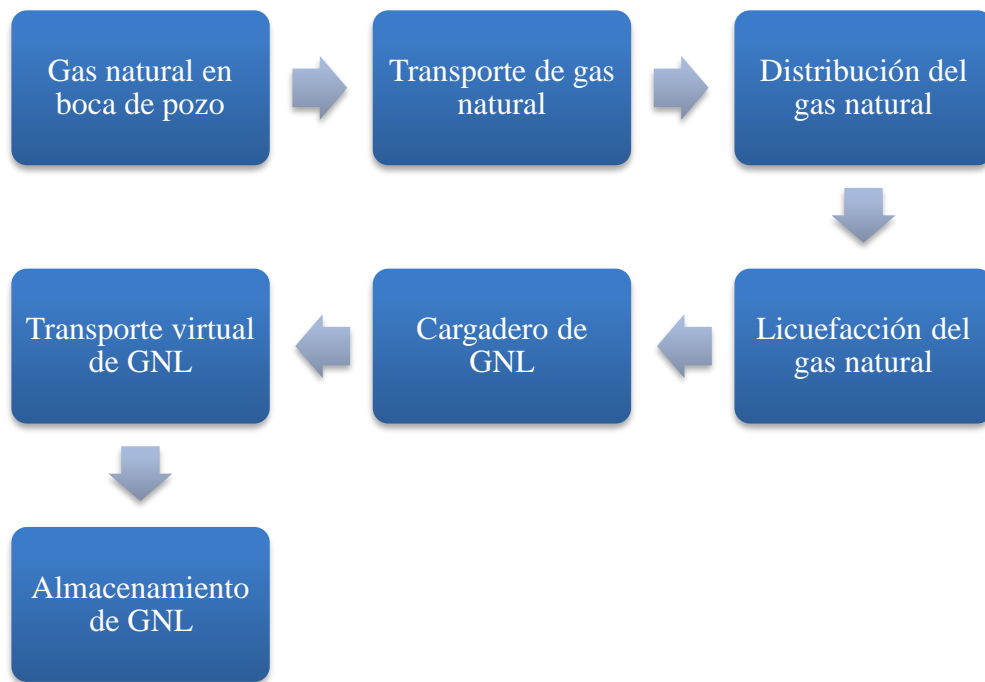 Gas natural en
boca de pozo
Transporte de gas
natural
Distribución del
gas natural
Licuefacción del
gas natural
Cargadero de
GNL
Transporte virtual
de GNL
Almacenamiento
de GNL